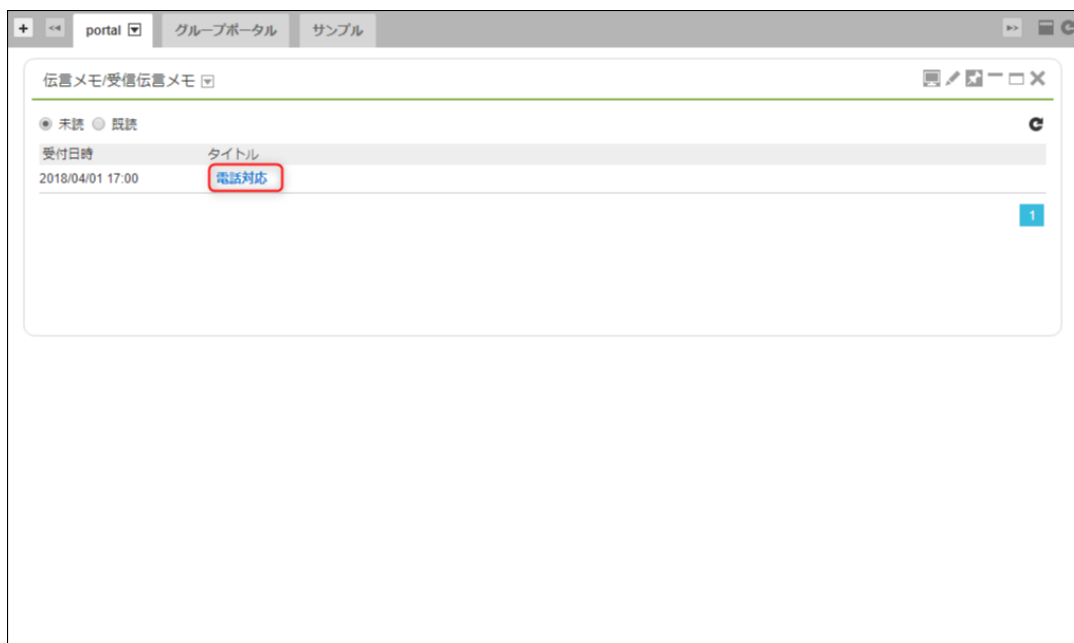 portal グループポータル サンプル
伝言メモ/受信伝言メモ
未読 既読
受付日時 タイトル
2018/04/01 17:00 電話対応
1